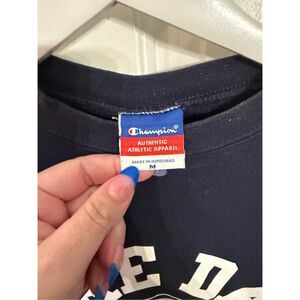 Champion®
AUTHENTIC
ATHLETIC APPAREL
MADE IN HONDURAS
M